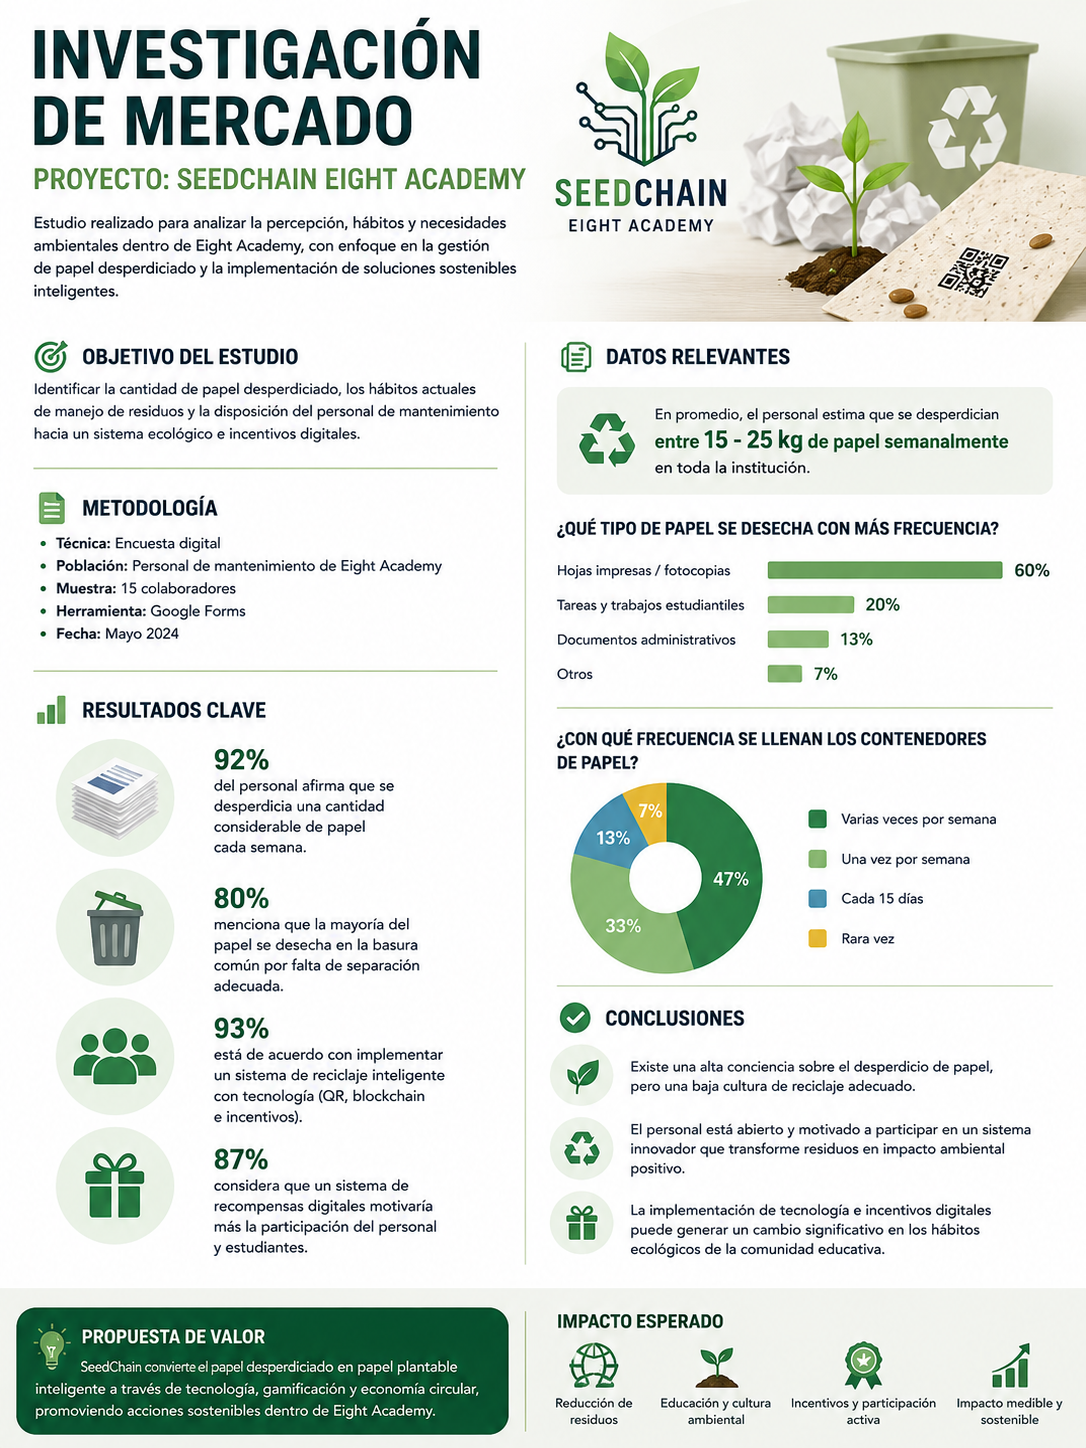 INVESTIGACIÓN
DE MERCADO
PROYECTO: SEEDCHAIN EIGHT ACADEMY
Estudio realizado para analizar la percepción, hábitos y necesidades
ambientales dentro de Eight Academy, con enfoque en la gestión
de papel desperdiciado y la implementación de soluciones sostenibles
inteligentes.
SEEDCHAIN
EIGHT ACADEMY
OBJETIVO DEL ESTUDIO
Identificar la cantidad de papel desperdiciado, los hábitos actuales
de manejo de residuos y la disposición del personal de mantenimiento
hacia un sistema ecológico e incentivos digitales.
METODOLOGÍA
• Técnica: Encuesta digital
• Población: Personal de mantenimiento de Eight Academy
• Muestra: 15 colaboradores
• Herramienta: Google Forms
• Fecha: Mayo 2024
RESULTADOS CLAVE
92%
del personal afirma que se
desperdicia una cantidad
considerable de papel
cada semana.
80%
menciona que la mayoría del
papel se desecha en la basura
común por falta de separación
adecuada.
93%
está de acuerdo con implementar
un sistema de reciclaje inteligente
con tecnología (QR, blockchain
e incentivos).
87%
considera que un sistema de
recompensas digitales motivaría
más la participación del personal
y estudiantes.
DATOS RELEVANTES
En promedio, el personal estima que se desperdician
entre 15 - 25 kg de papel semanalmente
en toda la institución.
¿QUÉ TIPO DE PAPEL SE DESECHA CON MÁS FRECUENCIA?
Hojas impresas / fotocopias 60%
Tareas y trabajos estudiantiles 20%
Documentos administrativos 13%
Otros 7%
¿CON QUÉ FRECUENCIA SE LLENAN LOS CONTENEDORES
DE PAPEL?
7%
13%
47%
33%
Varias veces por semana
Una vez por semana
Cada 15 días
Rara vez
CONCLUSIONES
Existe una alta conciencia sobre el desperdicio de papel,
pero una baja cultura de reciclaje adecuado.
El personal está abierto y motivado a participar en un sistema
innovador que transforme residuos en impacto ambiental
positivo.
La implementación de tecnología e incentivos digitales
puede generar un cambio significativo en los hábitos
ecológicos de la comunidad educativa.
PROPUESTA DE VALOR
SeedChain convierte el papel desperdiciado en papel plantable
inteligente a través de tecnología, gamificación y economía circular,
promoviendo acciones sostenibles dentro de Eight Academy.
IMPACTO ESPERADO
Reducción de
residuos
Educación y cultura
ambiental
Incentivos y participación
activa
Impacto medible y
sostenible